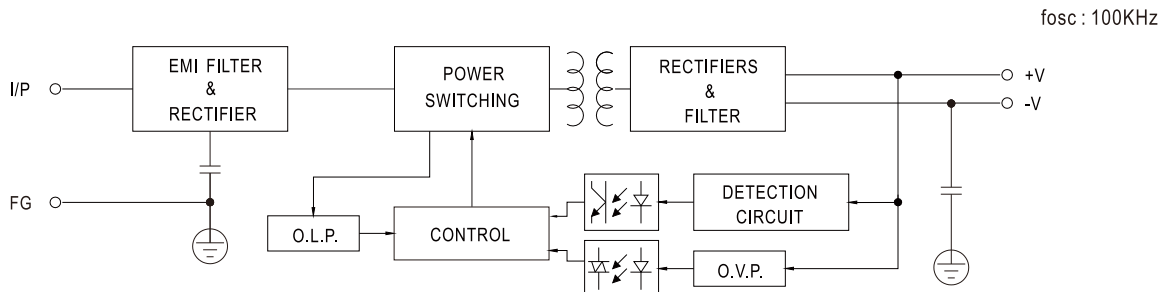 fosc : 100KHz
I/P
EMI FILTER
&
RECTIFIER
POWER
SWITCHING
RECTIFIERS
&
FILTER
+V
-V
FG
O.L.P.
CONTROL
DETECTION
CIRCUIT
O.V.P.